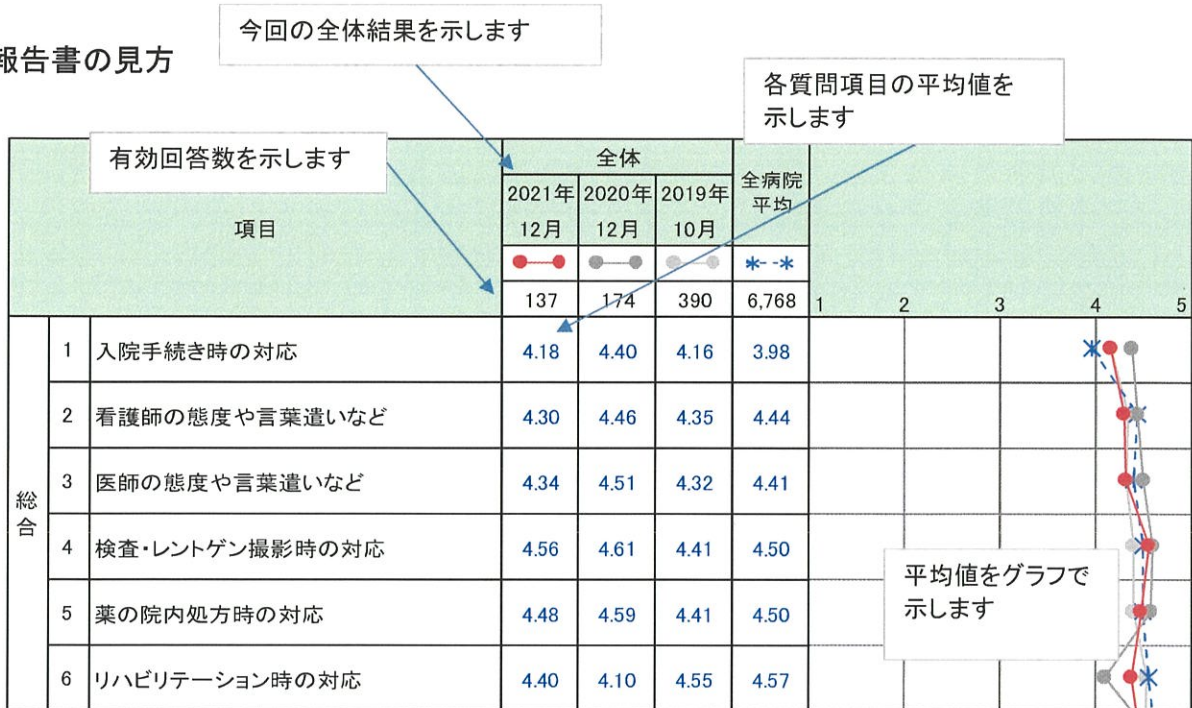 今回の全体結果を示します
報告書の見方
各質問項目の平均値を
示します
有効回答数を示します
項目
全体
2021年
12月
2020年
12月
2019年
10月
全病院
平均
137 174 390 6,768 1 2 3 4 5
総合
1 入院手続き時の対応 4.18 4.40 4.16 3.98
2 看護師の態度や言葉遣いなど 4.30 4.46 4.35 4.44
3 医師の態度や言葉遣いなど 4.34 4.51 4.32 4.41
4 検査・レントゲン撮影時の対応 4.56 4.61 4.41 4.50
5 薬の院内処方時の対応 4.48 4.59 4.41 4.50
6 リハビリテーション時の対応 4.40 4.10 4.55 4.57
平均値をグラフで
示します